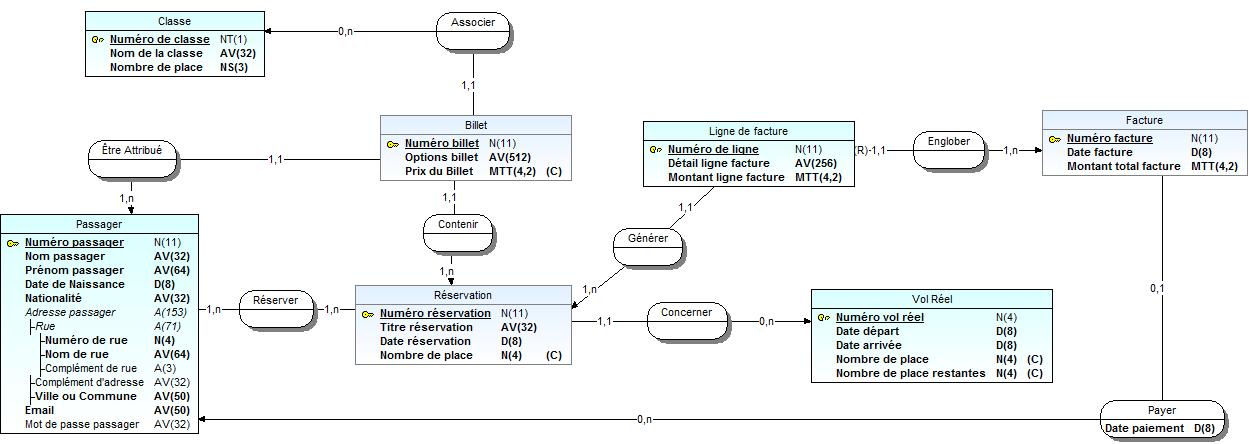 Classe
Numéro de classe NT(1)
Nom de la classe AV(32)
Nombre de place NS(3)
0,n
Associer
1,1
Être Attribué
1,1
1,n
Billet
Numéro billet N(11)
Options billet AV(512)
Prix du Billet MTT(4,2) (C)
Ligne de facture
Numéro de ligne N(11)
Détail ligne facture AV(256)
Montant ligne facture MTT(4,2)
(R)-1,1
Englober
1,n
Facture
Numéro facture N(11)
Date facture D(8)
Montant total facture MTT(4,2)
1,1
Contenir
1,n
1,1
Générer
1,n
Passager
Numéro passager N(11)
Nom passager AV(32)
Prénom passager AV(64)
Date de Naissance D(8)
Nationalité AV(32)
Adresse passager A(153)
Rue A(71)
Numéro de rue N(4)
Nom de rue AV(64)
Complément de rue A(3)
Complément d'adresse AV(32)
Ville ou Commune AV(50)
Email AV(50)
Mot de passe passager AV(32)
1,n
Réserver
1,n
Réservation
Numéro réservation N(11)
Titre réservation AV(32)
Date réservation D(8)
Nombre de place N(4) (C)
1,1
Concerner
0,n
Vol Réel
Numéro vol réel N(4)
Date départ D(8)
Date arrivée D(8)
Nombre de place N(4) (C)
Nombre de place restantes N(4) (C)
0,1
0,n
Payer
Date paiement D(8)